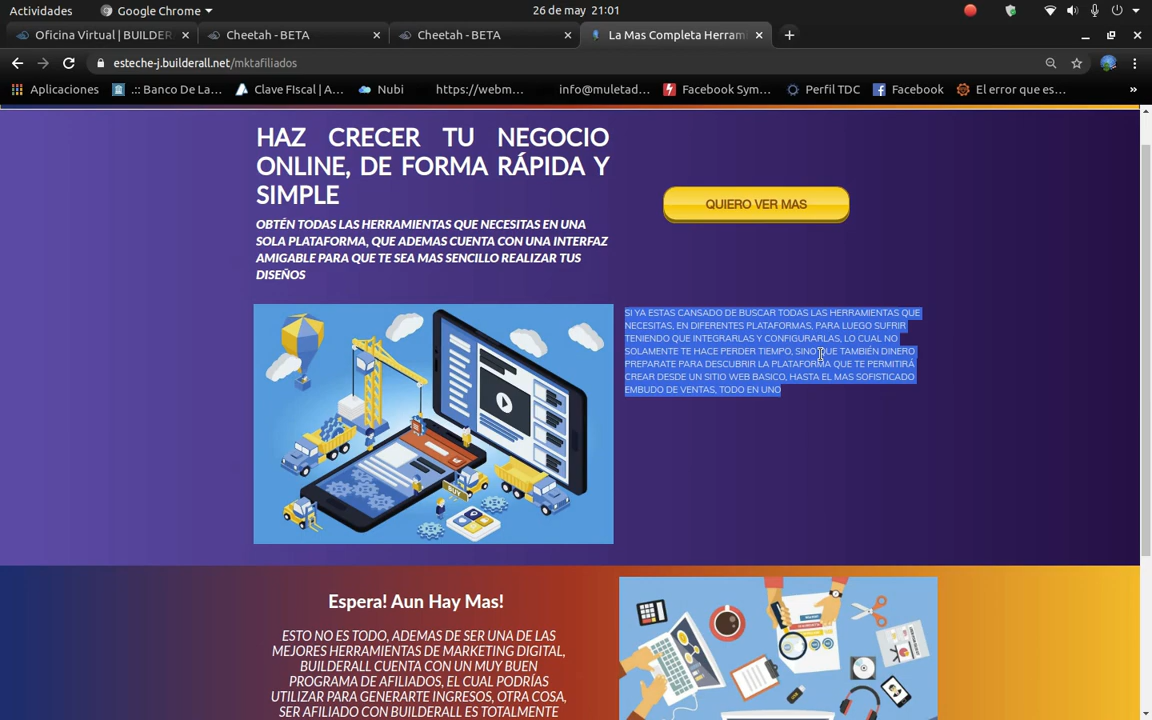 Actividades
Google Chrome
26 de may 21:01
Oficina Virtual | BUILDER
Cheetah - BETA
Cheetah - BETA
La Mas Completa Herram
esteche-j.builderall.net/mktafiliados
Aplicaciones
.:: Banco De La...
Clave FIscal | A...
Nubi
https://webm...
info@muletad...
Facebook Sym...
Perfil TDC
Facebook
El error que es...
HAZ CRECER TU NEGOCIO
ONLINE, DE FORMA RÁPIDA Y
SIMPLE
OBTÉN TODAS LAS HERRAMIENTAS QUE NECESITAS EN UNA
SOLA PLATAFORMA, QUE ADEMAS CUENTA CON UNA INTERFAZ
AMIGABLE PARA QUE TE SEA MAS SENCILLO REALIZAR TUS
DISEÑOS
QUIERO VER MAS
SI YA ESTAS CANSADO DE BUSCAR TODAS LAS HERRAMIENTAS QUE
NECESITAS, EN DIFERENTES PLATAFORMAS, PARA LUEGO SUFRIR
TENIENDO QUE INTEGRARLAS Y CONFIGURARLAS, LO CUAL NO
SOLAMENTE TE HACE PERDER TIEMPO, SINO QUE TAMBIÉN DINERO
PREPARATE PARA DESCUBRIR LA PLATAFORMA QUE TE PERMITIRÁ
CREAR DESDE UN SITIO WEB BASICO, HASTA EL MAS SOFISTICADO
EMBUDO DE VENTAS, TODO EN UNO
BUY
Espera! Aun Hay Mas!
ESTO NO ES TODO, ADEMAS DE SER UNA DE LAS
MEJORES HERRAMIENTAS DE MARKETING DIGITAL,
BUILDERALL CUENTA CON UN MUY BUEN
PROGRAMA DE AFILIADOS, EL CUAL PODRÍAS
UTILIZAR PARA GENERARTE INGRESOS, OTRA COSA,
SER AFILIADO CON BUILDERALL ES TOTALMENTE